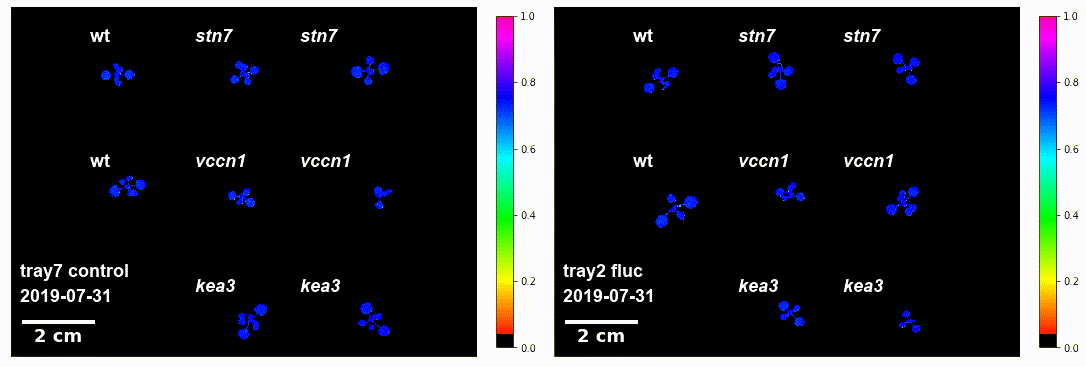 wt stn7 stn7
wt vccn1 vccn1
kea3 kea3
tray7 control
2019-07-31
2 cm
1.0
0.8
0.6
0.4
0.2
0.0
wt stn7 stn7
wt vccn1 vccn1
kea3 kea3
tray2 fluc
2019-07-31
2 cm
1.0
0.8
0.6
0.4
0.2
0.0